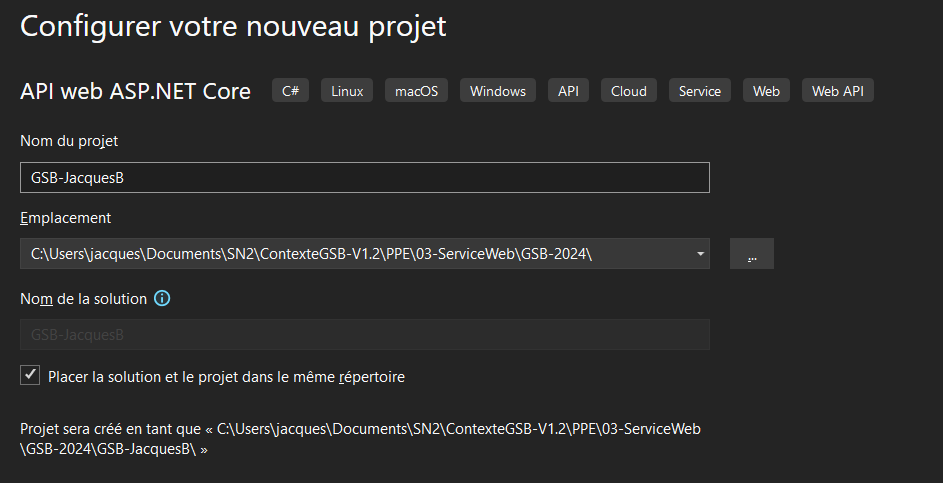 Configurer votre nouveau projet
API web ASP.NET Core C# Linux macOS Windows API Cloud Service Web Web API
Nom du projet
GSB-JacquesB
Emplacement
C:\Users\jacques\Documents\SN2\ContexteGSB-V1.2\PPE\03-ServiceWeb\GSB-2024\ ...
Nom de la solution
GSB-JacquesB
Placer la solution et le projet dans le même répertoire
Projet sera créé en tant que « C:\Users\jacques\Documents\SN2\ContexteGSB-V1.2\PPE\03-ServiceWeb
\GSB-2024\GSB-JacquesB\ »